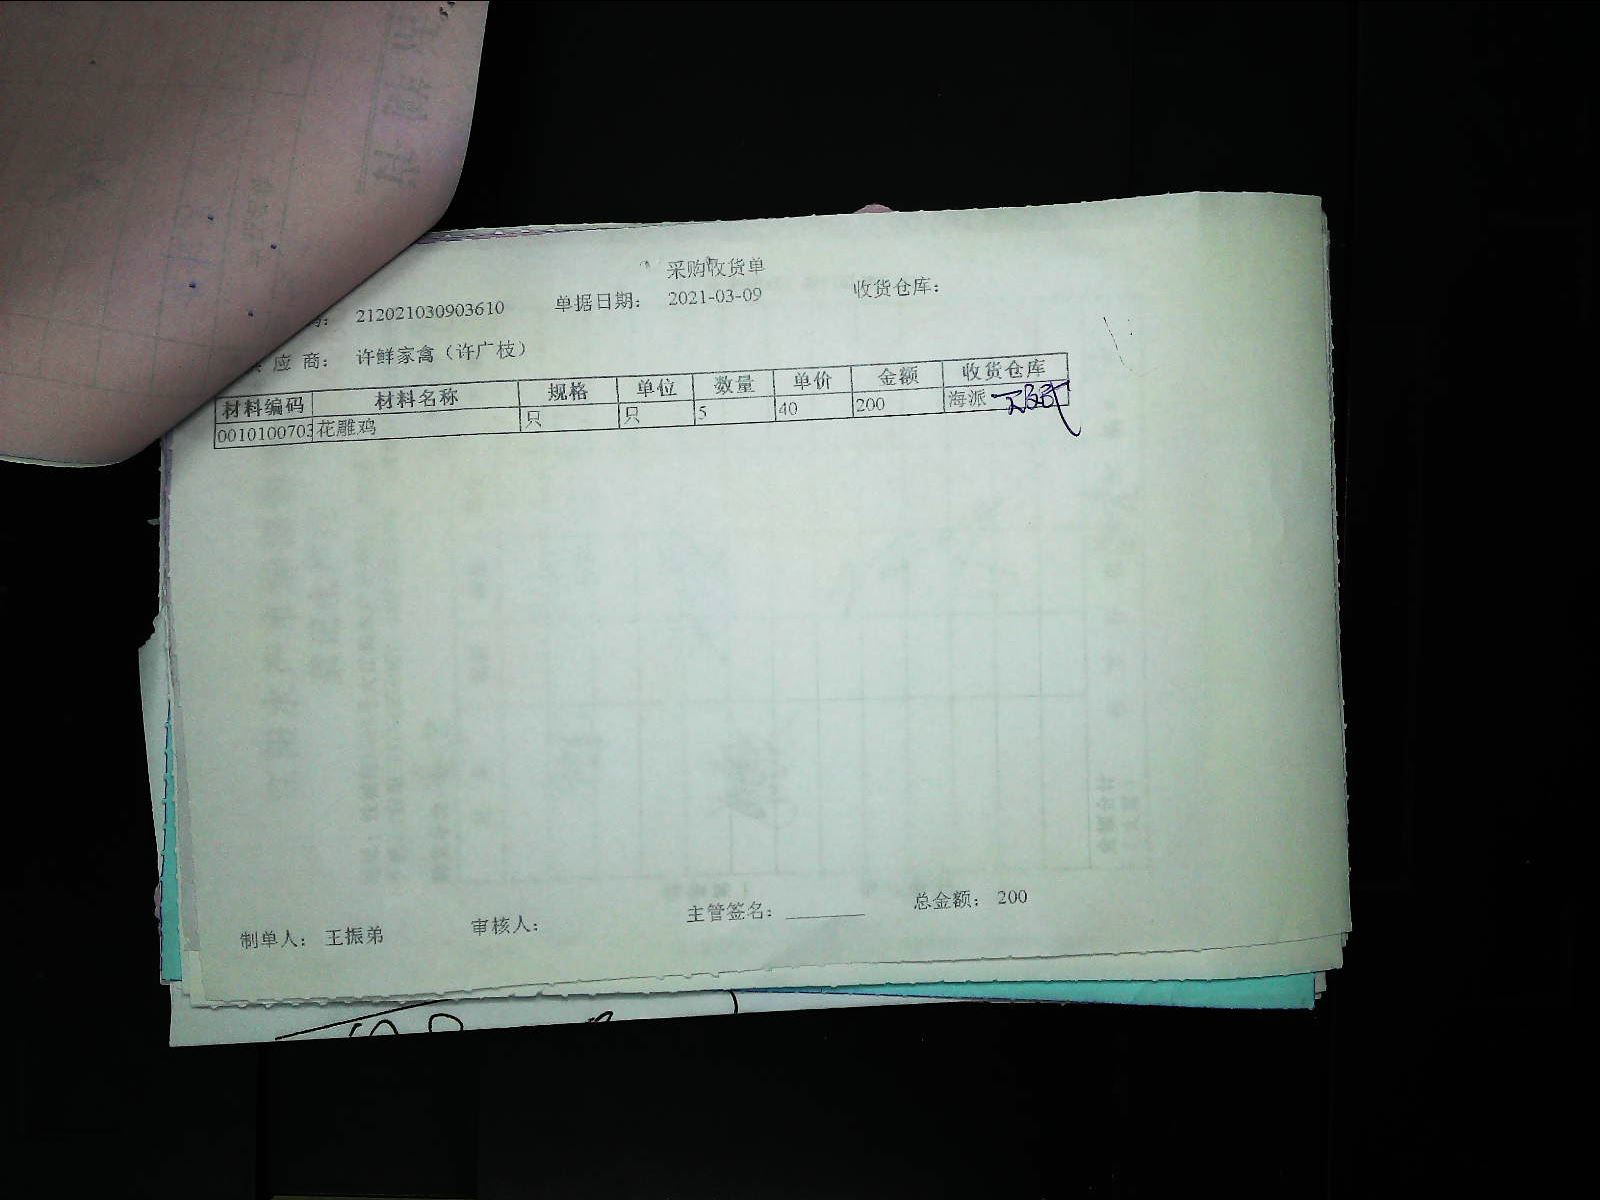 采购收货单
212021030903610 单据日期： 2021-03-09 收货仓库：
应 商： 许鲜家禽（许广枝）
材料编码 材料名称 规格 单位 数量 单价 金额 收货仓库
0010100703 花雕鸡 只 只 5 40 200 海派
制单人： 王振弟 审核人： 主管签名： ________ 总金额： 200